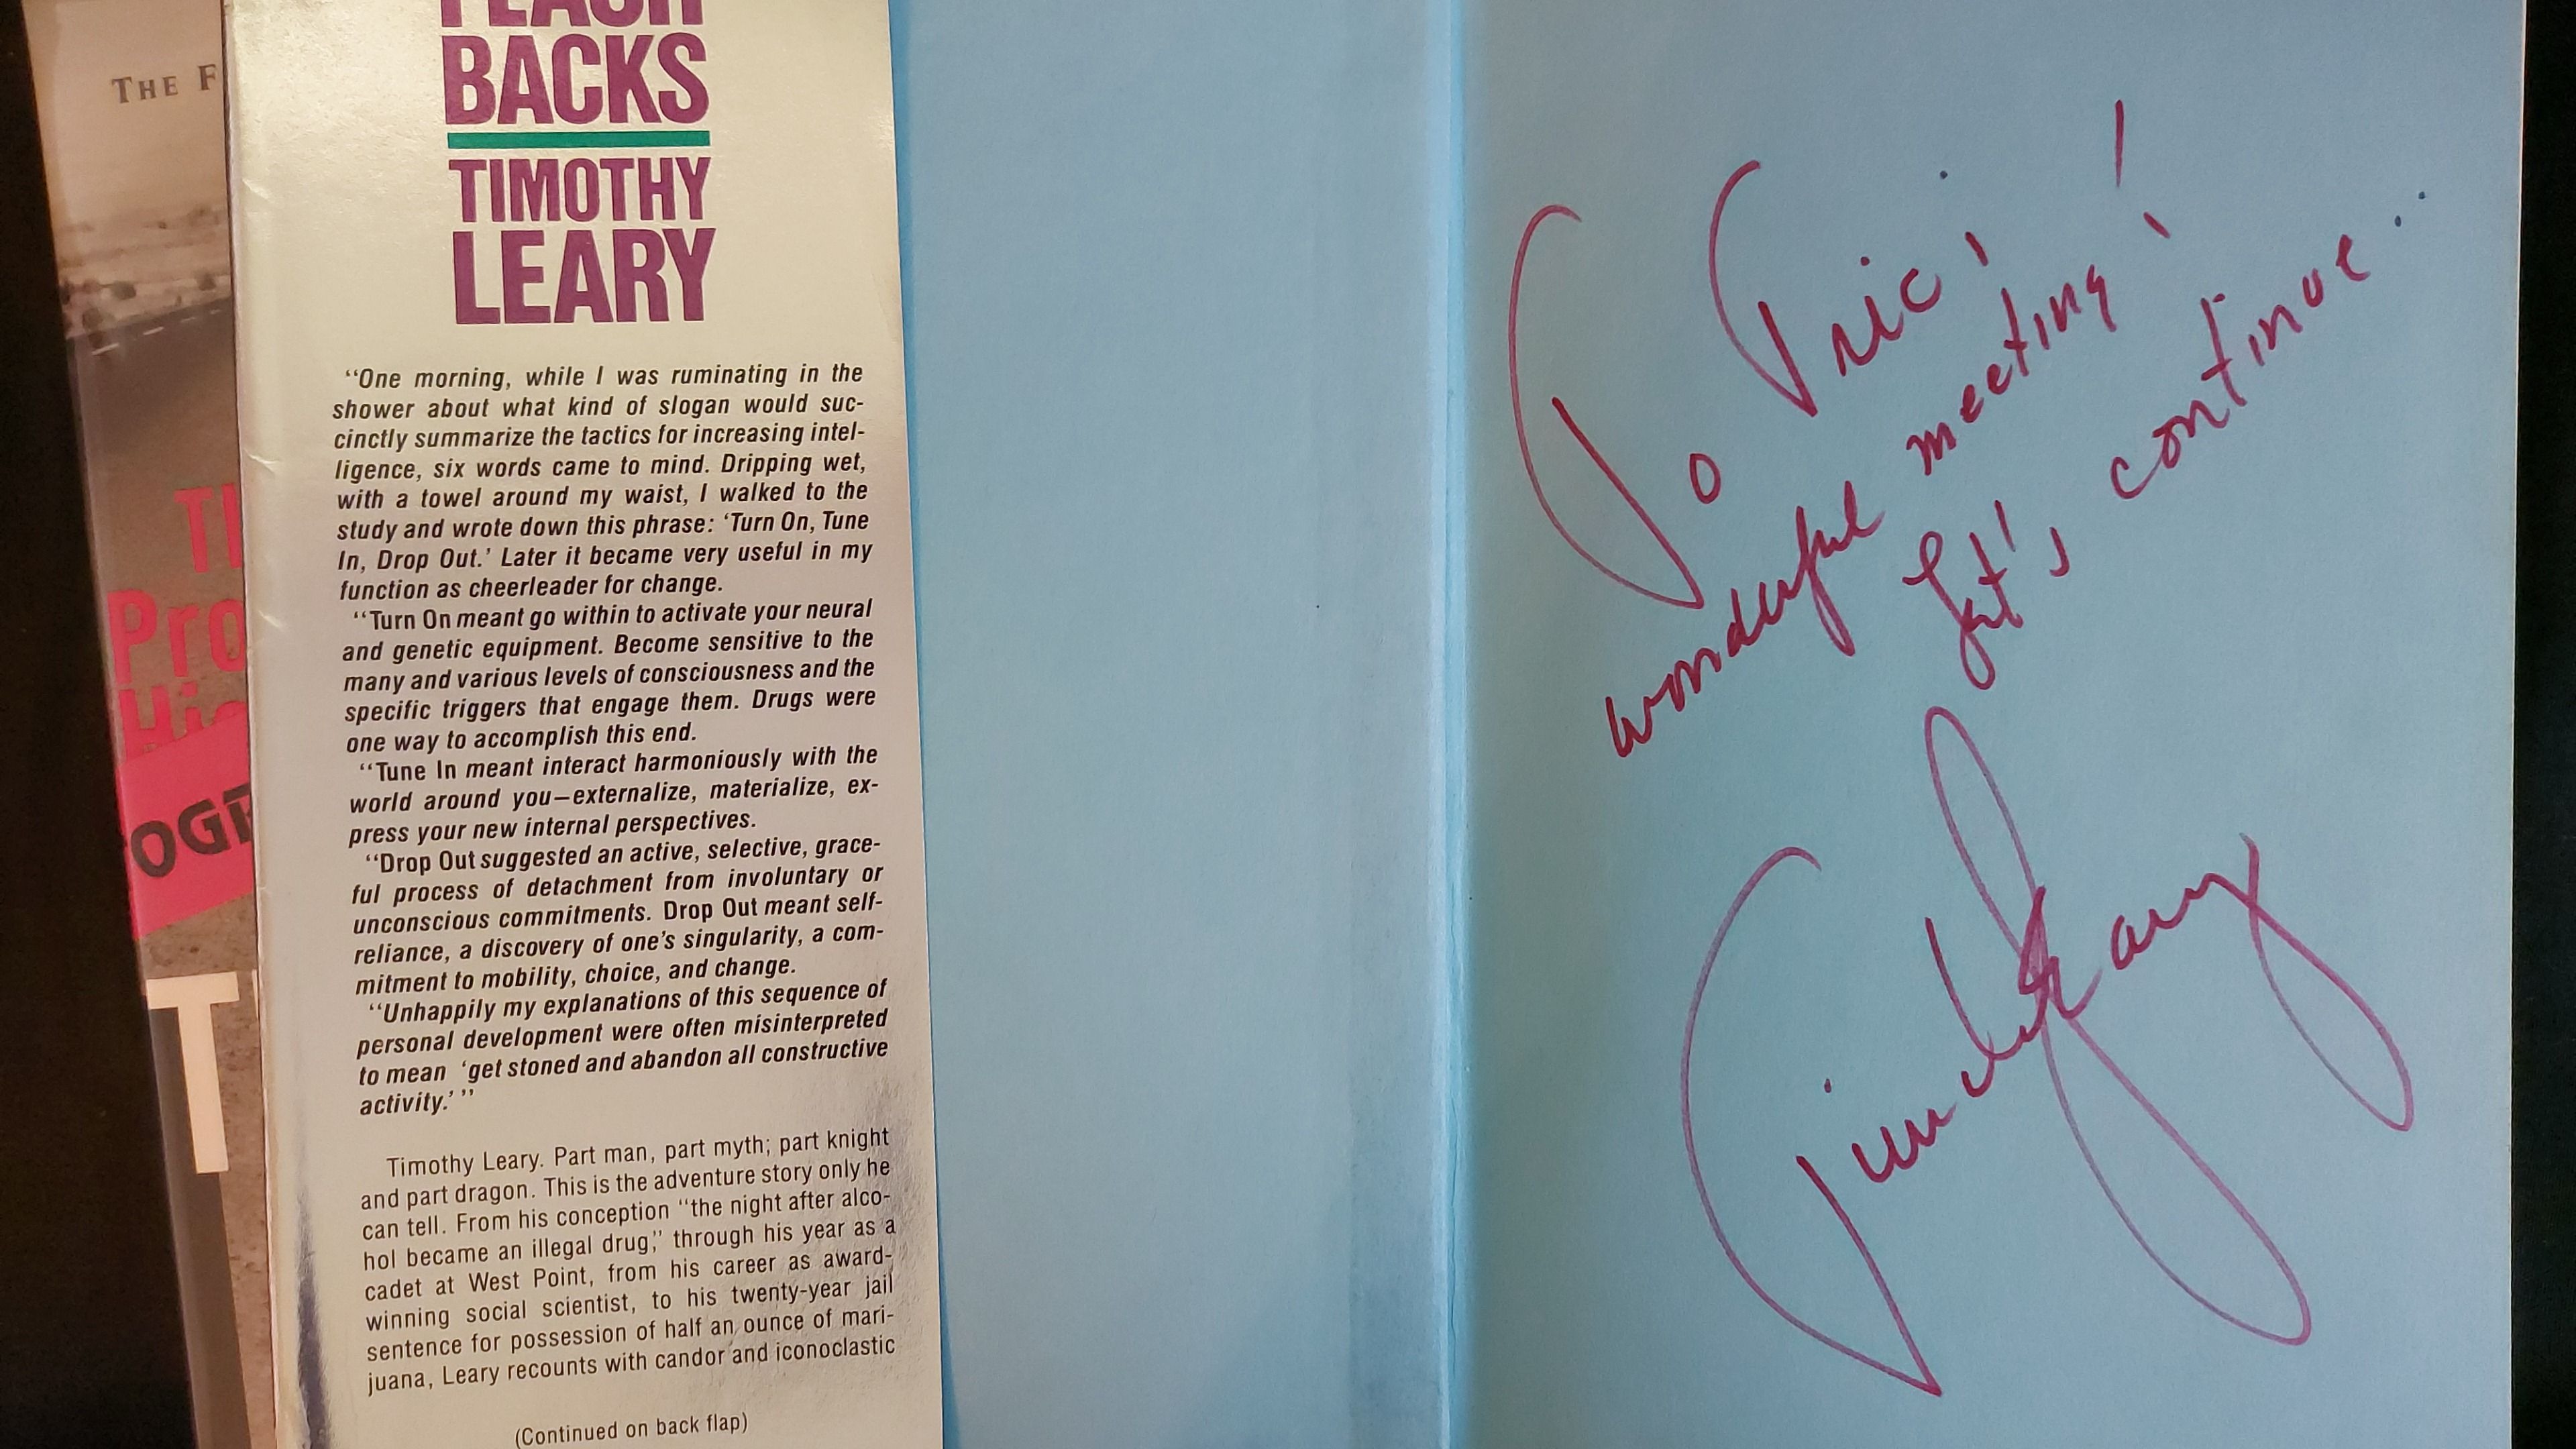 THE F
Pro
OGR
T
FLASH
BACKS
TIMOTHY
LEARY
“One morning, while I was ruminating in the
shower about what kind of slogan would suc-
cinctly summarize the tactics for increasing intel-
ligence, six words came to mind. Dripping wet,
with a towel around my waist, I walked to the
study and wrote down this phrase: ‘Turn On, Tune
In, Drop Out.’ Later it became very useful in my
function as cheerleader for change.
“Turn On meant go within to activate your neural
and genetic equipment. Become sensitive to the
many and various levels of consciousness and the
specific triggers that engage them. Drugs were
one way to accomplish this end.
“Tune In meant interact harmoniously with the
world around you—externalize, materialize, ex-
press your new internal perspectives.
“Drop Out suggested an active, selective, grace-
ful process of detachment from involuntary or
unconscious commitments. Drop Out meant self-
reliance, a discovery of one’s singularity, a com-
mitment to mobility, choice, and change.
“Unhappily my explanations of this sequence of
personal development were often misinterpreted
to mean ‘get stoned and abandon all constructive
activity.’ ”
Timothy Leary. Part man, part myth; part knight
and part dragon. This is the adventure story only he
can tell. From his conception “the night after alco-
hol became an illegal drug,” through his year as a
cadet at West Point, from his career as award-
winning social scientist, to his twenty-year jail
sentence for possession of half an ounce of mari-
juana, Leary recounts with candor and iconoclastic
(Continued on back flap)
To
wonderful meeting!
Let's continue...
Timothy Leary